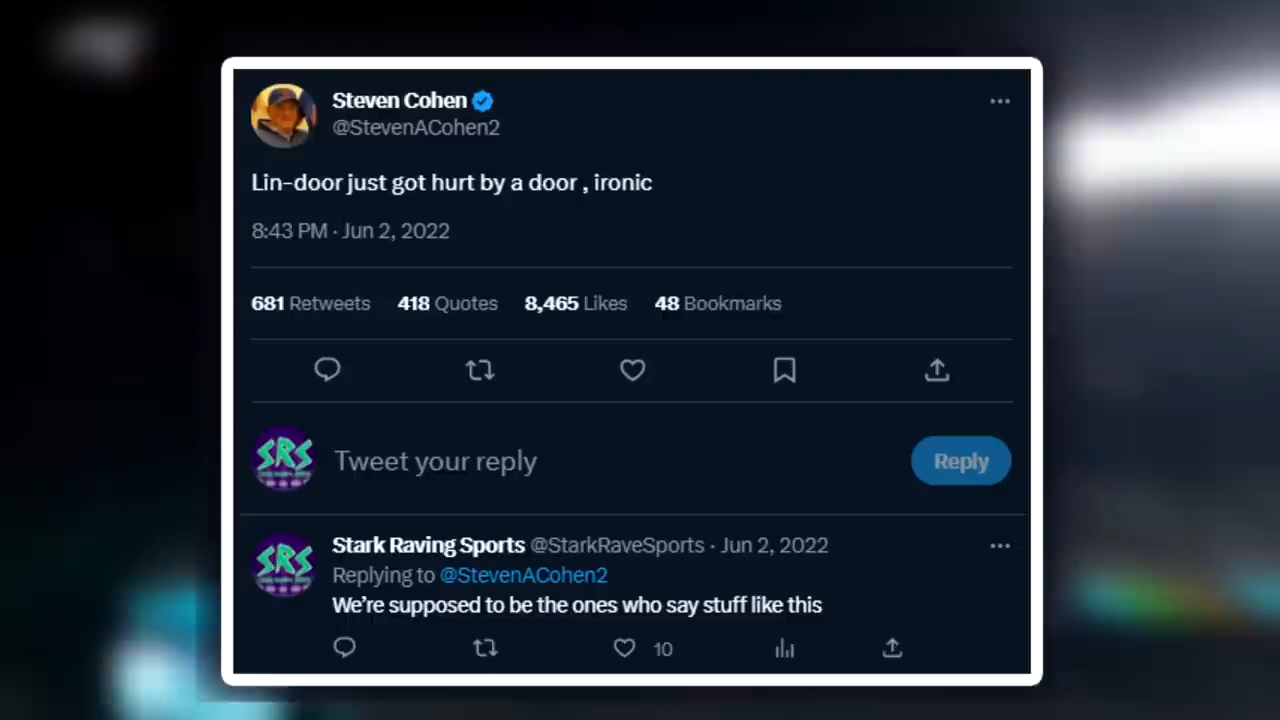 Steven Cohen
@StevenACohen2
Lin-door just got hurt by a door , ironic
8:43 PM · Jun 2, 2022
681 Retweets 418 Quotes 8,465 Likes 48 Bookmarks
SRS
Tweet your reply
Reply
SRS
Stark Raving Sports @StarkRaveSports · Jun 2, 2022
Replying to @StevenACohen2
We're supposed to be the ones who say stuff like this
10